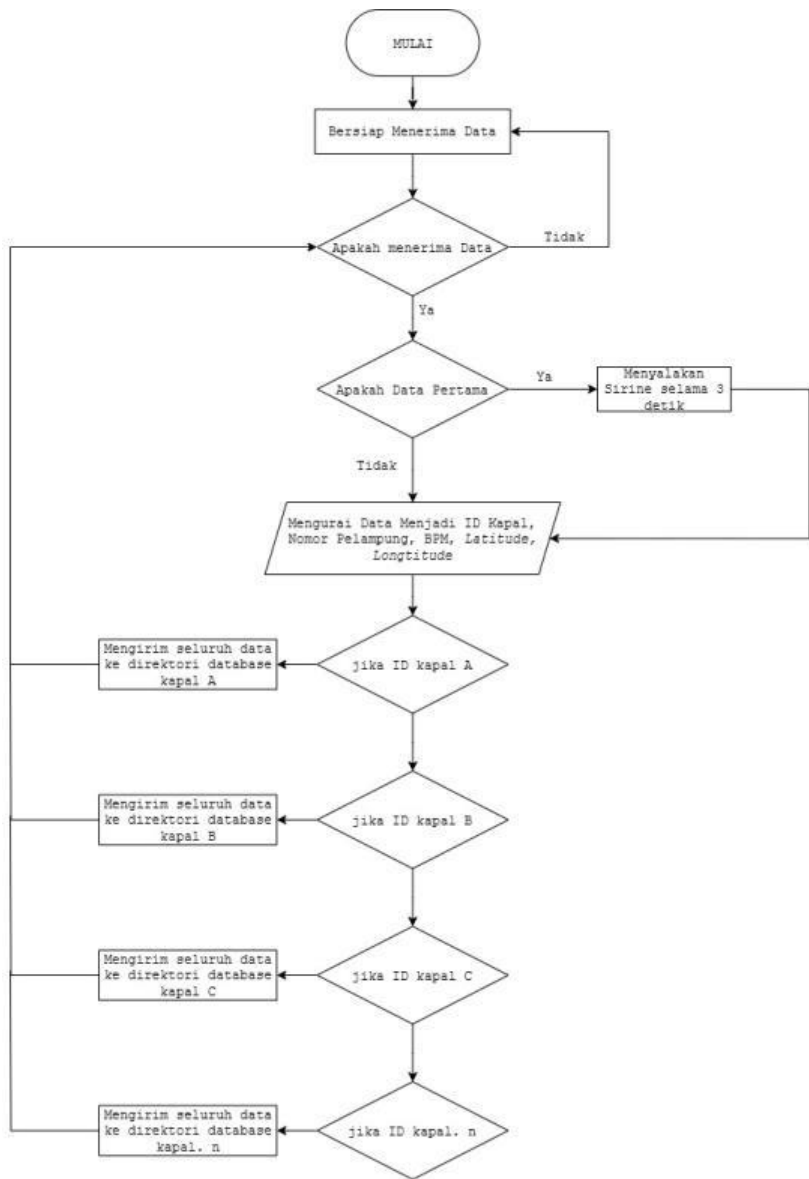 MULAI
Bersiap Menerima Data
Apakah menerima Data
Tidak
Ya
Apakah Data Pertama
Ya
Menyalakan
Sirine selama 3
detik
Tidak
Mengurai Data Menjadi ID Kapal,
Nomor Pelampung, BPM, Latitude,
Longtitude
jika ID kapal A
Mengirim seluruh data
ke direktori database
kapal A
jika ID kapal B
Mengirim seluruh data
ke direktori database
kapal B
jika ID kapal C
Mengirim seluruh data
ke direktori database
kapal C
jika ID kapal. n
Mengirim seluruh data
ke direktori database
kapal. n